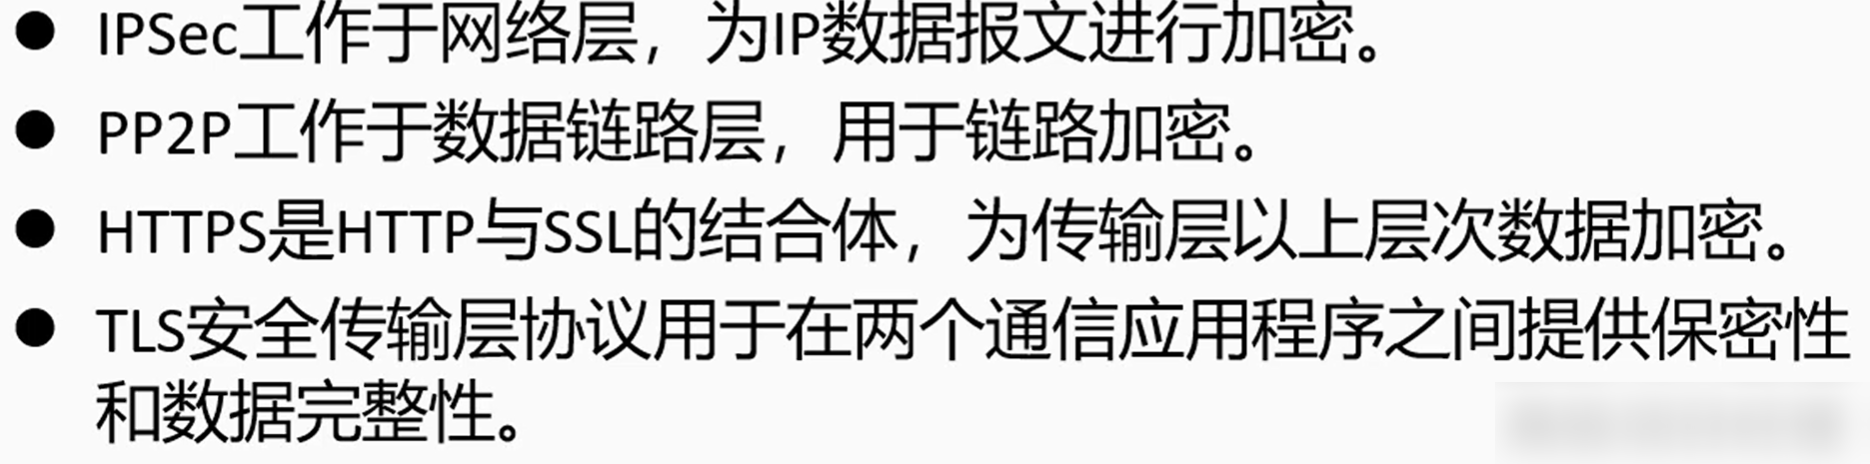 ● IPSec工作于网络层，为IP数据报文进行加密。
● PP2P工作于数据链路层，用于链路加密。
● HTTPS是HTTP与SSL的结合体，为传输层以上层次数据加密。
● TLS安全传输层协议用于在两个通信应用程序之间提供保密性
和数据完整性。